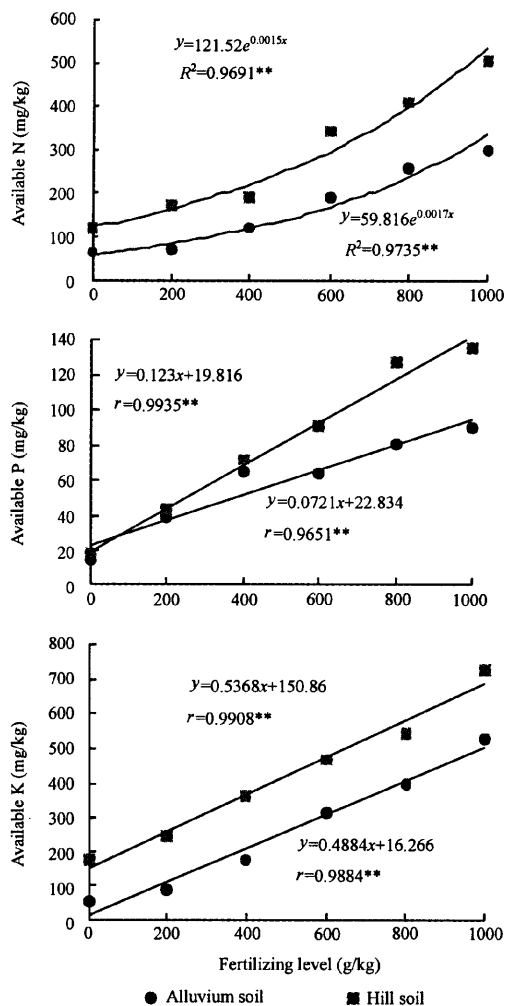 600
500
400
300
200
100
0
Available N (mg/kg)
y=121.52e^0.0015x
R²=0.9691**
y=59.816e^0.0017x
R²=0.9735**
0 200 400 600 800 1000
140
120
100
80
60
40
20
0
Available P (mg/kg)
y=0.123x+19.816
r=0.9935**
y=0.0721x+22.834
r=0.9651**
0 200 400 600 800 1000
800
700
600
500
400
300
200
100
0
Available K (mg/kg)
y=0.5368x+150.86
r=0.9908**
y=0.4884x+16.266
r=0.9884**
0 200 400 600 800 1000
Fertilizing level (g/kg)
Alluvium soil Hill soil